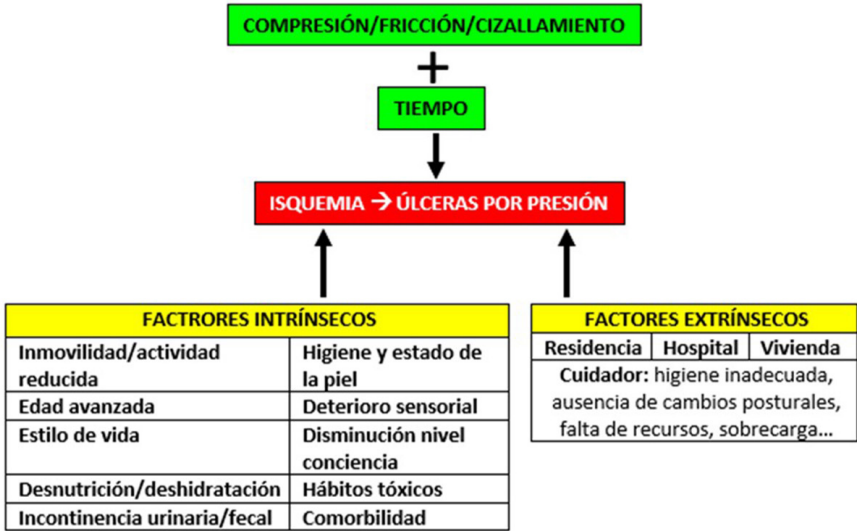 COMPRESIÓN/FRICCIÓN/CIZALLAMIENTO
+
TIEMPO
ISQUEMIA → ÚLCERAS POR PRESIÓN
FACTRORES INTRÍNSECOS
Inmovilidad/actividad
reducida
Higiene y estado de
la piel
Edad avanzada
Deterioro sensorial
Estilo de vida
Disminución nivel
conciencia
Desnutrición/deshidratación
Hábitos tóxicos
Incontinencia urinaria/fecal
Comorbilidad
FACTORES EXTRÍNSECOS
Residencia
Hospital
Vivienda
Cuidador: higiene inadecuada,
ausencia de cambios posturales,
falta de recursos, sobrecarga...